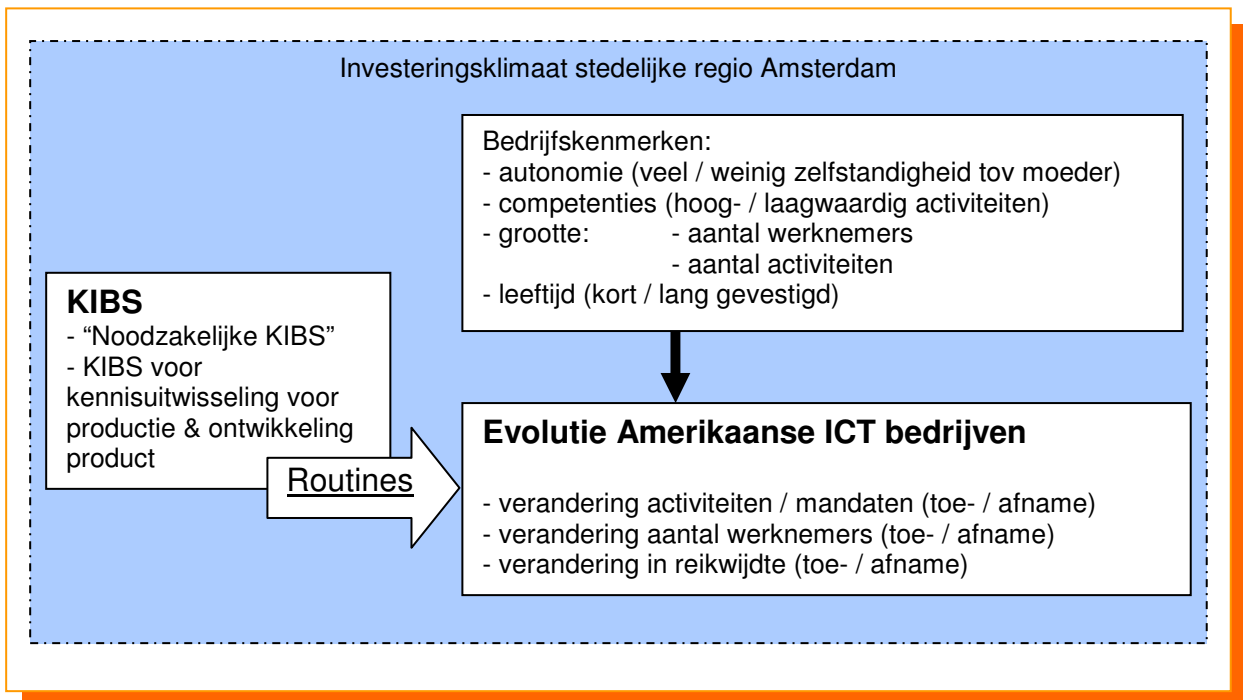 Investeringsklimaat stedelijke regio Amsterdam
Bedrijfskenmerken:
- autonomie (veel / weinig zelfstandigheid tov moeder)
- competenties (hoog- / laagwaardig activiteiten)
- grootte: - aantal werknemers
- aantal activiteiten
- leeftijd (kort / lang gevestigd)
KIBS
- “Noodzakelijke KIBS”
- KIBS voor
kennisuitwisseling voor
productie & ontwikkeling
product
Routines
Evolutie Amerikaanse ICT bedrijven
- verandering activiteiten / mandaten (toe- / afname)
- verandering aantal werknemers (toe- / afname)
- verandering in reikwijdte (toe- / afname)